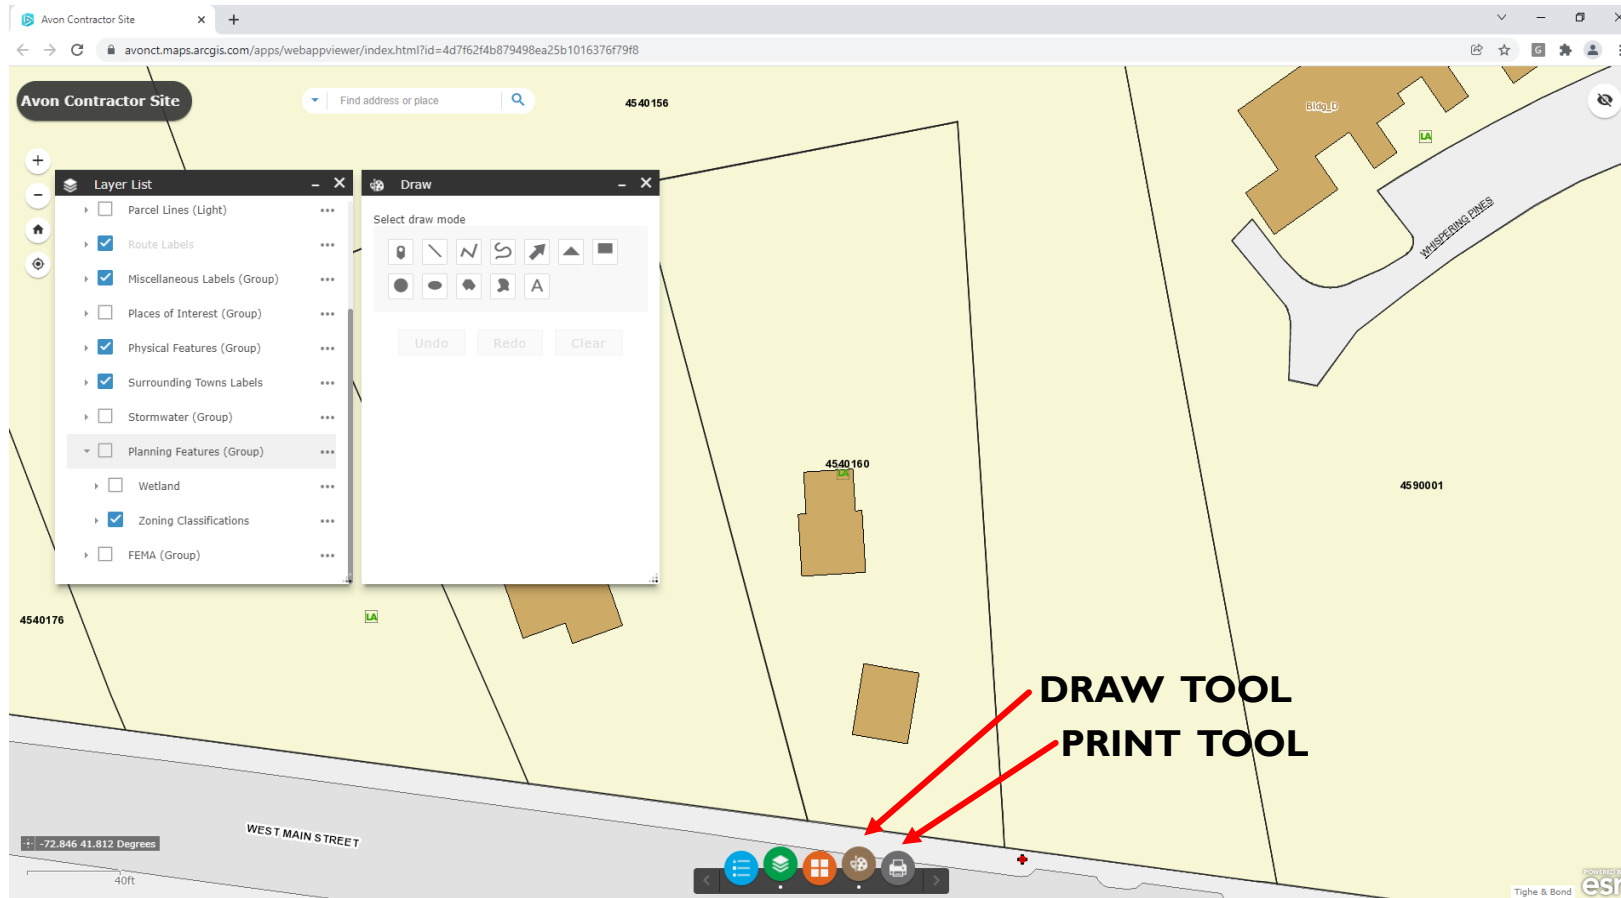 Avon Contractor Site
avonct.maps.arcgis.com/apps/webappviewer/index.html?id=4d7f62f4b879498ea25b1016376f79f8
Avon Contractor Site
Find address or place
4540156
Bldg_D
LA
WHISPERING PINES
Layer List
Parcel Lines (Light)
Route Labels
Miscellaneous Labels (Group)
Places of Interest (Group)
Physical Features (Group)
Surrounding Towns Labels
Stormwater (Group)
Planning Features (Group)
Wetland
Zoning Classifications
FEMA (Group)
Draw
Select draw mode
A
Undo
Redo
Clear
4540160
LA
4590001
4540176
LA
DRAW TOOL
PRINT TOOL
WEST MAIN STREET
-72.846 41.812 Degrees
40ft
Tighe & Bond
POWERED BY
esri